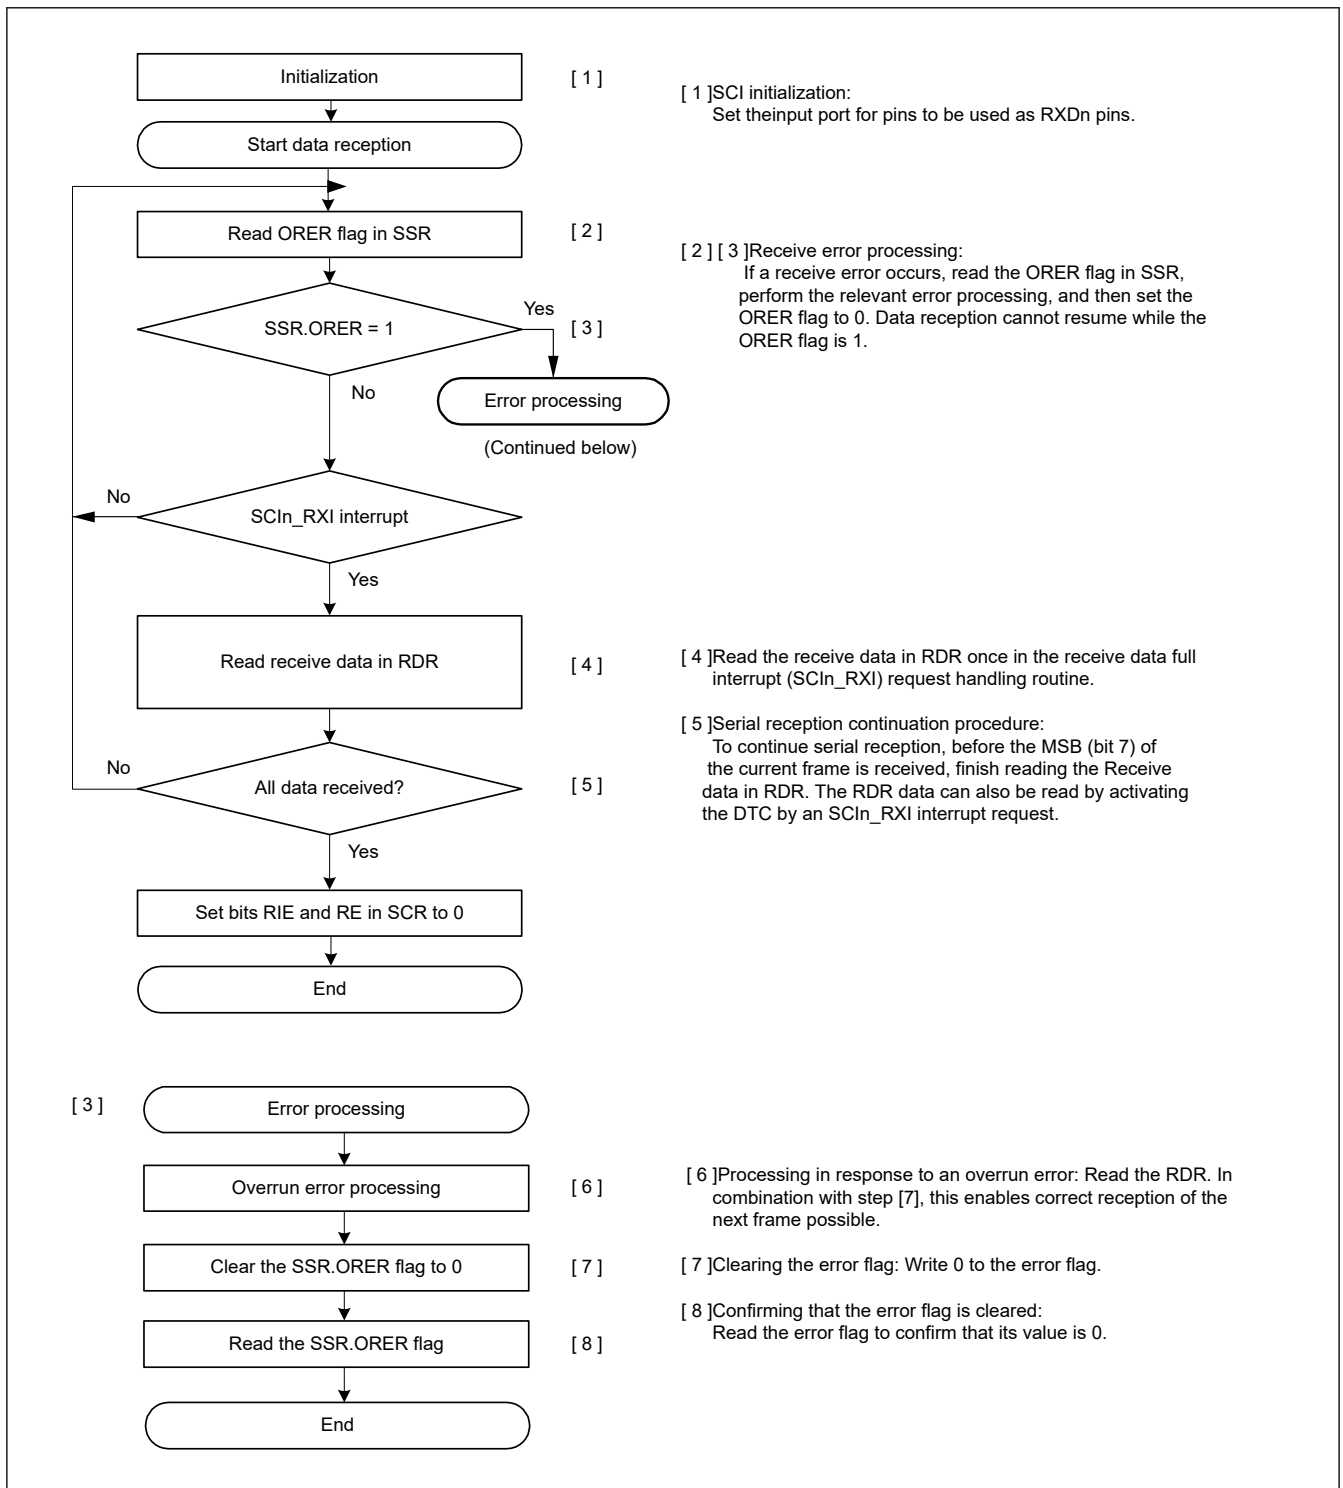 Initialization
[ 1 ]
[ 1 ]SCI initialization:
Set theinput port for pins to be used as RXDn pins.
Start data reception
Read ORER flag in SSR
[ 2 ]
[ 2 ] [ 3 ]Receive error processing:
If a receive error occurs, read the ORER flag in SSR,
perform the relevant error processing, and then set the
ORER flag to 0. Data reception cannot resume while the
ORER flag is 1.
SSR.ORER = 1
Yes
[ 3 ]
No
Error processing
(Continued below)
No
SCIn_RXI interrupt
Yes
Read receive data in RDR
[ 4 ]
[ 4 ]Read the receive data in RDR once in the receive data full
interrupt (SCIn_RXI) request handling routine.
[ 5 ]Serial reception continuation procedure:
To continue serial reception, before the MSB (bit 7) of
the current frame is received, finish reading the Receive
data in RDR. The RDR data can also be read by activating
the DTC by an SCIn_RXI interrupt request.
No
All data received?
[ 5 ]
Yes
Set bits RIE and RE in SCR to 0
End
[ 3 ]
Error processing
Overrun error processing
[ 6 ]
[ 6 ]Processing in response to an overrun error: Read the RDR. In
combination with step [7], this enables correct reception of the
next frame possible.
Clear the SSR.ORER flag to 0
[ 7 ]
[ 7 ]Clearing the error flag: Write 0 to the error flag.
[ 8 ]Confirming that the error flag is cleared:
Read the error flag to confirm that its value is 0.
Read the SSR.ORER flag
[ 8 ]
End